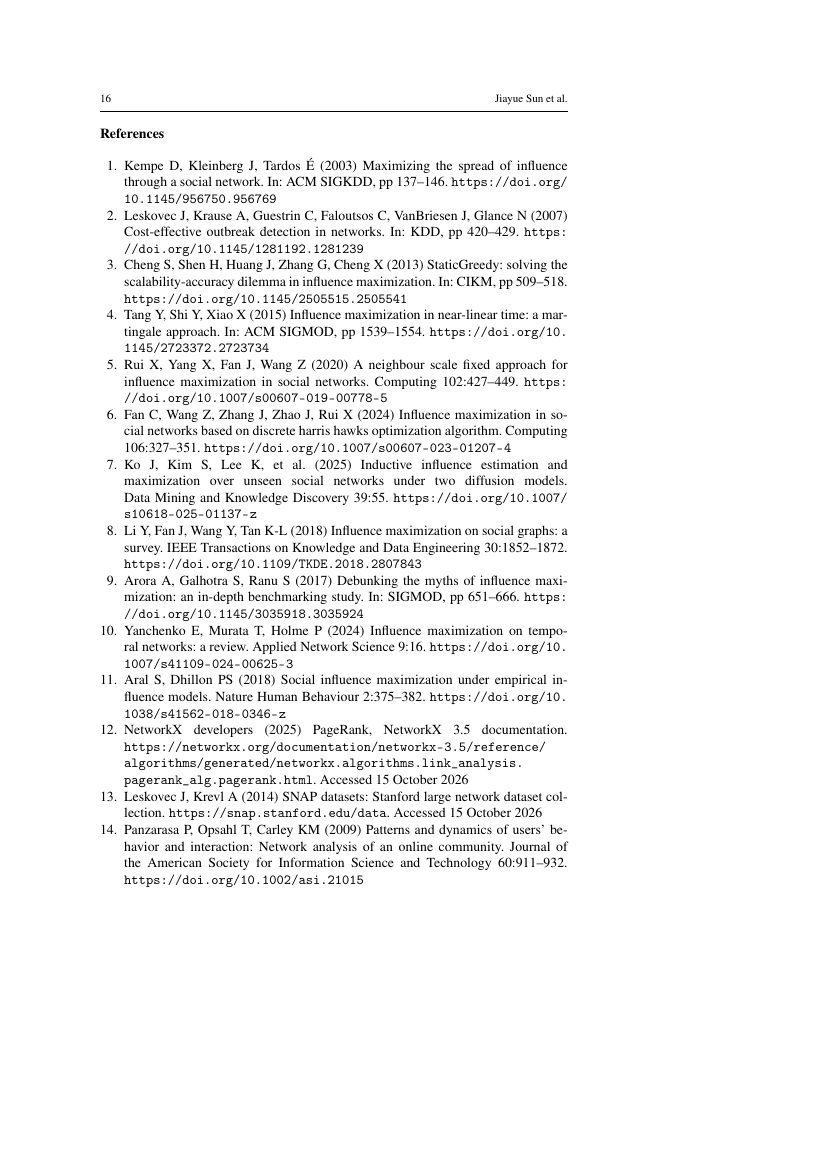 16
Jiayue Sun et al.
References
1. Kempe D, Kleinberg J, Tardos É (2003) Maximizing the spread of influence
through a social network. In: ACM SIGKDD, pp 137–146. https://doi.org/
10.1145/956750.956769
2. Leskovec J, Krause A, Guestrin C, Faloutsos C, VanBriesen J, Glance N (2007)
Cost-effective outbreak detection in networks. In: KDD, pp 420–429. https:
//doi.org/10.1145/1281192.1281239
3. Cheng S, Shen H, Huang J, Zhang G, Cheng X (2013) StaticGreedy: solving the
scalability-accuracy dilemma in influence maximization. In: CIKM, pp 509–518.
https://doi.org/10.1145/2505515.2505541
4. Tang Y, Shi Y, Xiao X (2015) Influence maximization in near-linear time: a mar-
tingale approach. In: ACM SIGMOD, pp 1539–1554. https://doi.org/10.
1145/2723372.2723734
5. Rui X, Yang X, Fan J, Wang Z (2020) A neighbour scale fixed approach for
influence maximization in social networks. Computing 102:427–449. https:
//doi.org/10.1007/s00607-019-00778-5
6. Fan C, Wang Z, Zhang J, Zhao J, Rui X (2024) Influence maximization in so-
cial networks based on discrete harris hawks optimization algorithm. Computing
106:327–351. https://doi.org/10.1007/s00607-023-01207-4
7. Ko J, Kim S, Lee K, et al. (2025) Inductive influence estimation and
maximization over unseen social networks under two diffusion models.
Data Mining and Knowledge Discovery 39:55. https://doi.org/10.1007/
s10618-025-01137-z
8. Li Y, Fan J, Wang Y, Tan K-L (2018) Influence maximization on social graphs: a
survey. IEEE Transactions on Knowledge and Data Engineering 30:1852–1872.
https://doi.org/10.1109/TKDE.2018.2807843
9. Arora A, Galhotra S, Ranu S (2017) Debunking the myths of influence maxi-
mization: an in-depth benchmarking study. In: SIGMOD, pp 651–666. https:
//doi.org/10.1145/3035918.3035924
10. Yanchenko E, Murata T, Holme P (2024) Influence maximization on tempo-
ral networks: a review. Applied Network Science 9:16. https://doi.org/10.
1007/s41109-024-00625-3
11. Aral S, Dhillon PS (2018) Social influence maximization under empirical in-
fluence models. Nature Human Behaviour 2:375–382. https://doi.org/10.
1038/s41562-018-0346-z
12. NetworkX developers (2025) PageRank, NetworkX 3.5 documentation.
https://networkx.org/documentation/networkx-3.5/reference/
algorithms/generated/networkx.algorithms.link_analysis.
pagerank_alg.pagerank.html. Accessed 15 October 2026
13. Leskovec J, Krevl A (2014) SNAP datasets: Stanford large network dataset col-
lection. https://snap.stanford.edu/data. Accessed 15 October 2026
14. Panzarasa P, Opsahl T, Carley KM (2009) Patterns and dynamics of users' be-
havior and interaction: Network analysis of an online community. Journal of
the American Society for Information Science and Technology 60:911–932.
https://doi.org/10.1002/asi.21015